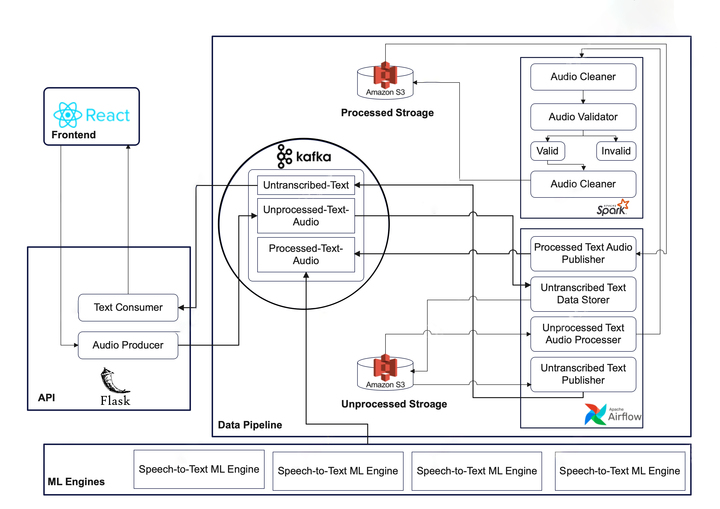 React
Frontend
API
Text Consumer
Audio Producer
Flask
Data Pipeline
kafka
Untranscribed-Text
Unprocessed-Text-
Audio
Processed-Text-
Audio
Amazon S3
Processed Stroage
Amazon S3
Unprocessed Stroage
Audio Cleaner
Audio Validator
Valid
Invalid
Audio Cleaner
APACHE
Spark
Processed Text Audio
Publisher
Untranscribed Text
Data Storer
Unprocessed Text
Audio Processer
Untranscribed Text
Publisher
Apache
Airflow
ML Engines
Speech-to-Text ML Engine
Speech-to-Text ML Engine
Speech-to-Text ML Engine
Speech-to-Text ML Engine